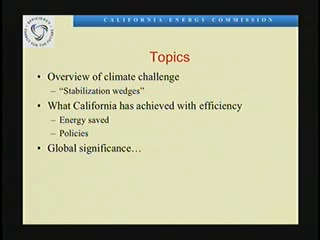 CALIFORNIA ENERGY COMMISSION
Topics
• Overview of climate challenge
– “Stabilization wedges”
• What California has achieved with efficiency
– Energy saved
– Policies
• Global significance…